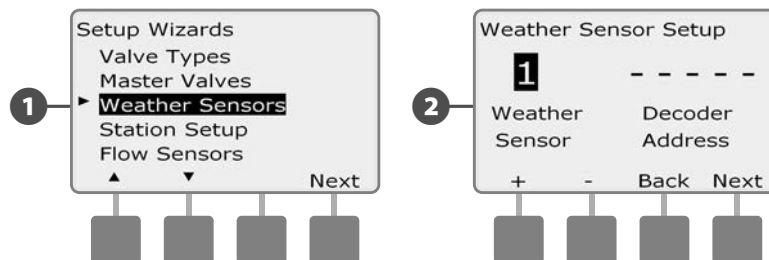 Setup Wizards
Valve Types
Master Valves
Weather Sensors
Station Setup
Flow Sensors
Next
1
Weather Sensor Setup
1 - - - - -
Weather Decoder
Sensor Address
+ - Back Next
2